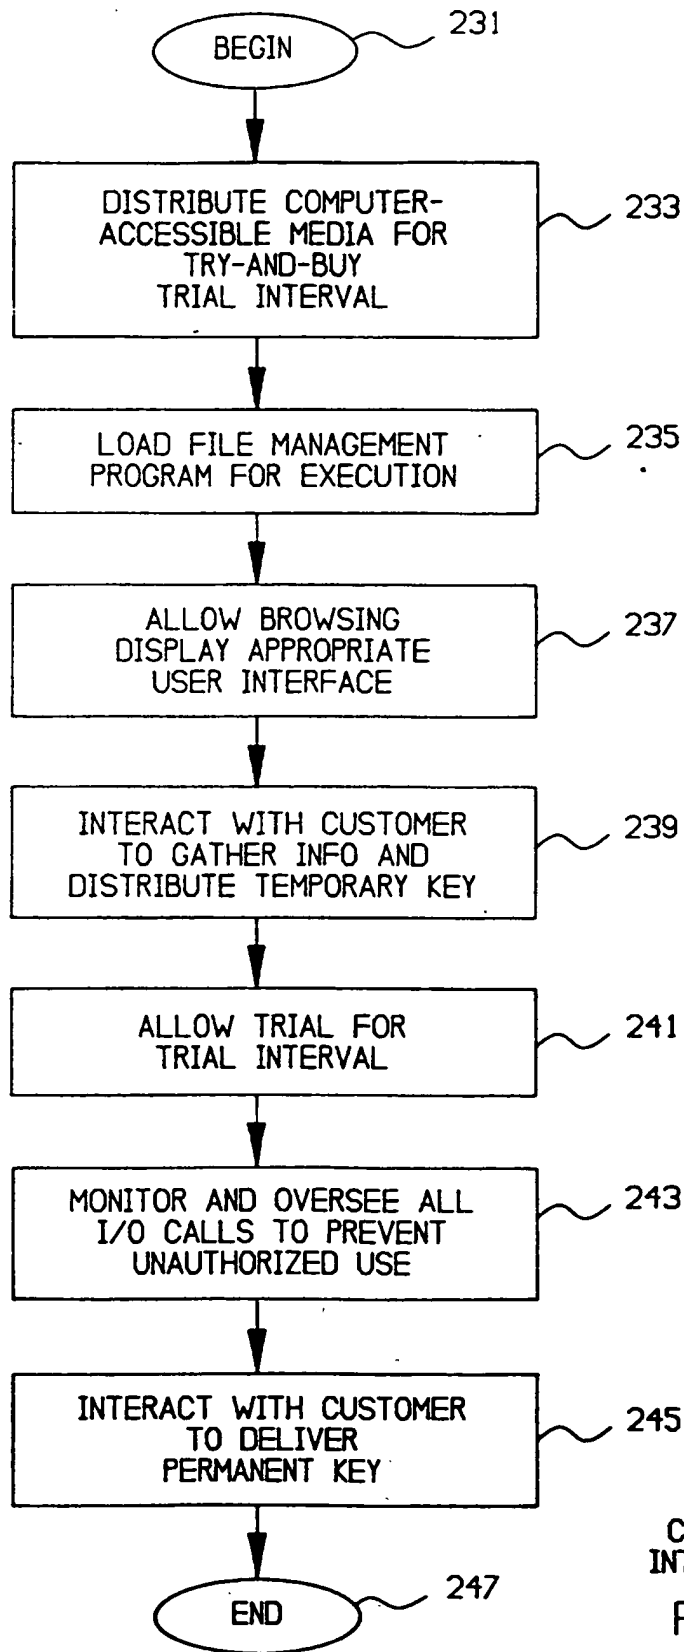 BEGIN
231
DISTRIBUTE COMPUTER-
ACCESSIBLE MEDIA FOR
TRY-AND-BUY
TRIAL INTERVAL
233
LOAD FILE MANAGEMENT
PROGRAM FOR EXECUTION
235
ALLOW BROWSING
DISPLAY APPROPRIATE
USER INTERFACE
237
INTERACT WITH CUSTOMER
TO GATHER INFO AND
DISTRIBUTE TEMPORARY KEY
239
ALLOW TRIAL FOR
TRIAL INTERVAL
241
MONITOR AND OVERSEE ALL
I/O CALLS TO PREVENT
UNAUTHORIZED USE
243
INTERACT WITH CUSTOMER
TO DELIVER
PERMANENT KEY
245
END
247